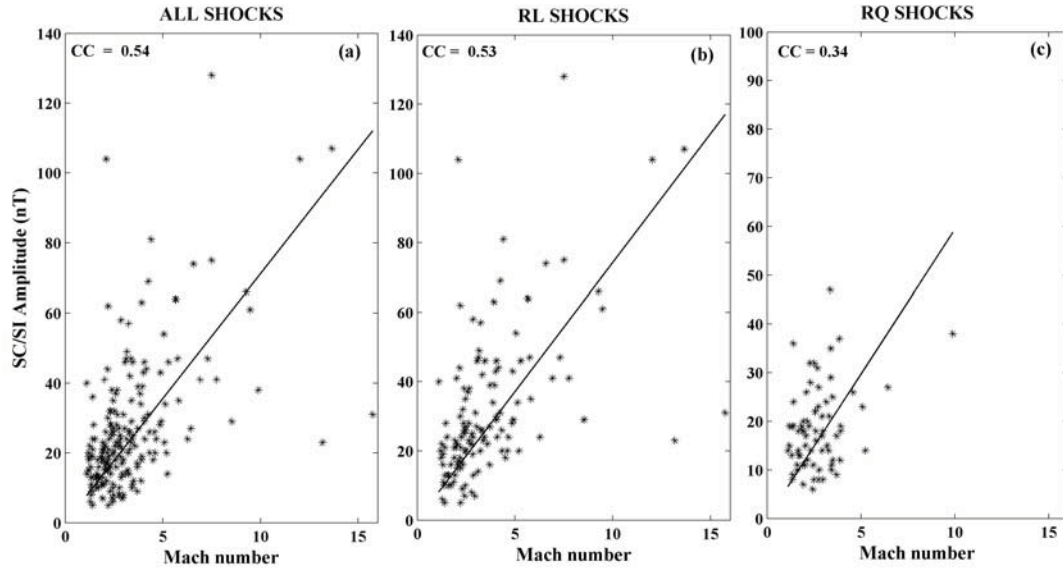 ALL SHOCKS
RL SHOCKS
RQ SHOCKS
CC = 0.54
(a)
CC = 0.53
(b)
CC = 0.34
(c)
SC/SI Amplitude (nT)
140
120
100
80
60
40
20
0
140
120
100
80
60
40
20
0
100
90
80
70
60
50
40
30
20
10
0
0 5 10 15
0 5 10 15
0 5 10 15
Mach number
Mach number
Mach number